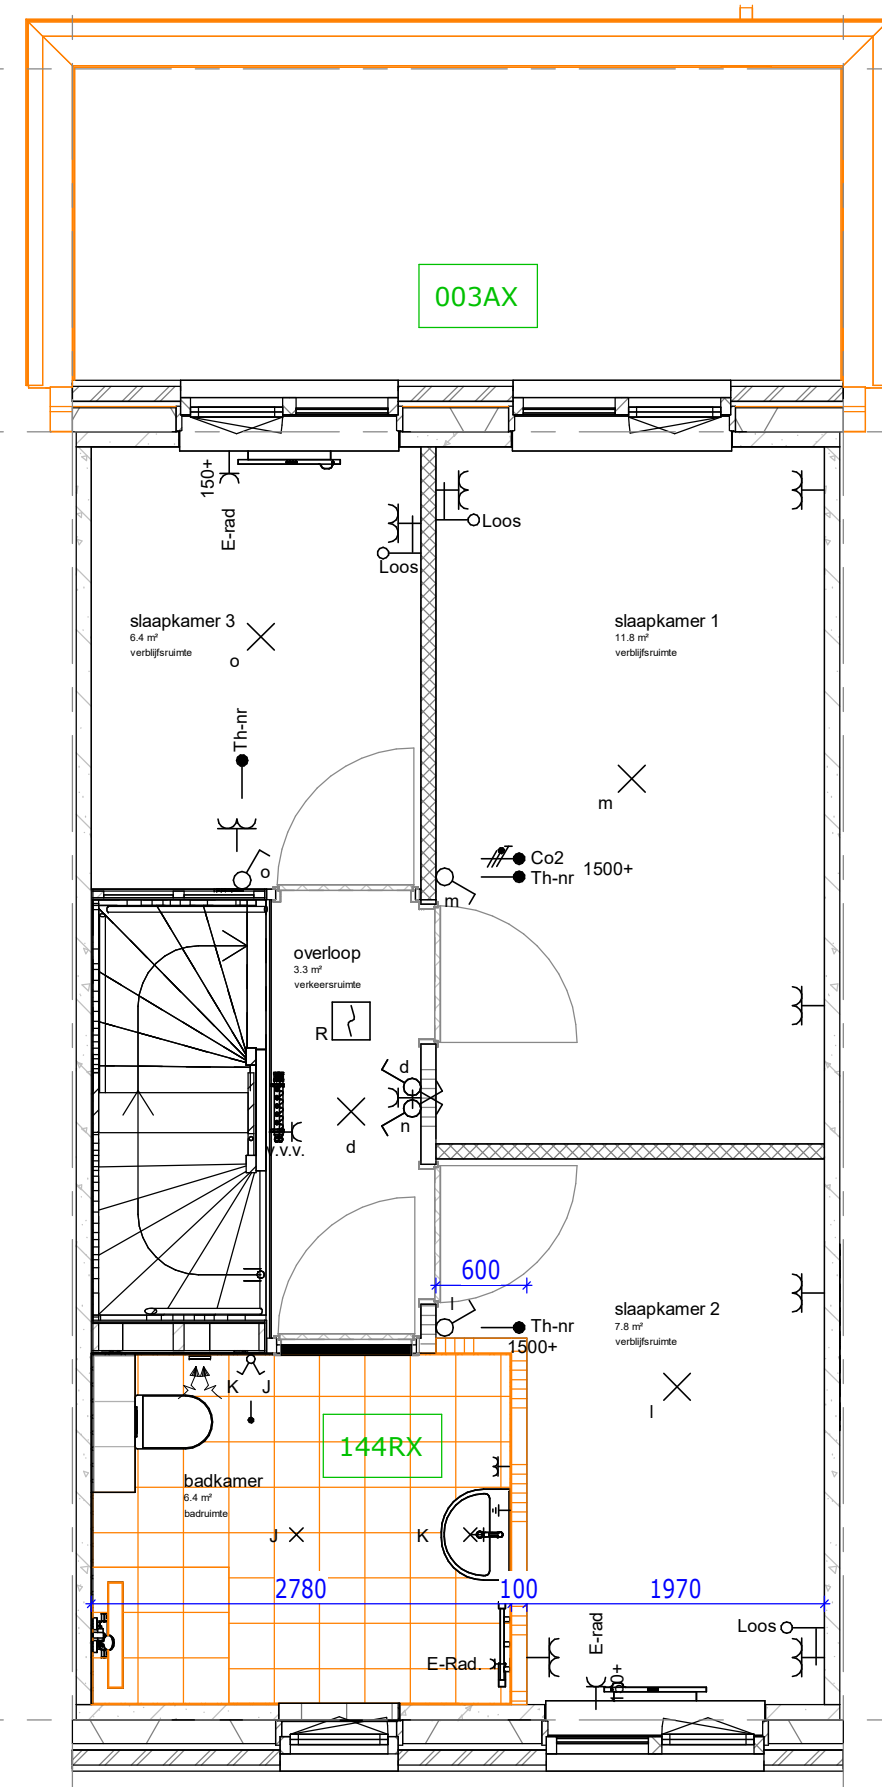 003AX
150+
E-rad
Loos
Loos
slaapkamer 3
6.4 m²
verblijfsruimte
o
slaapkamer 1
11.8 m²
verblijfsruimte
m
Th-nr
o
Co2
Th-nr
1500+
m
overloop
3.3 m²
verkeersruimte
R
d
n
d
v.v.v.
600
l
Th-nr
1500+
slaapkamer 2
7.8 m²
verblijfsruimte
l
K J
144RX
badkamer
6.4 m²
badruimte
J
K
2780
100
1970
E-Rad.
E-rad
Loos